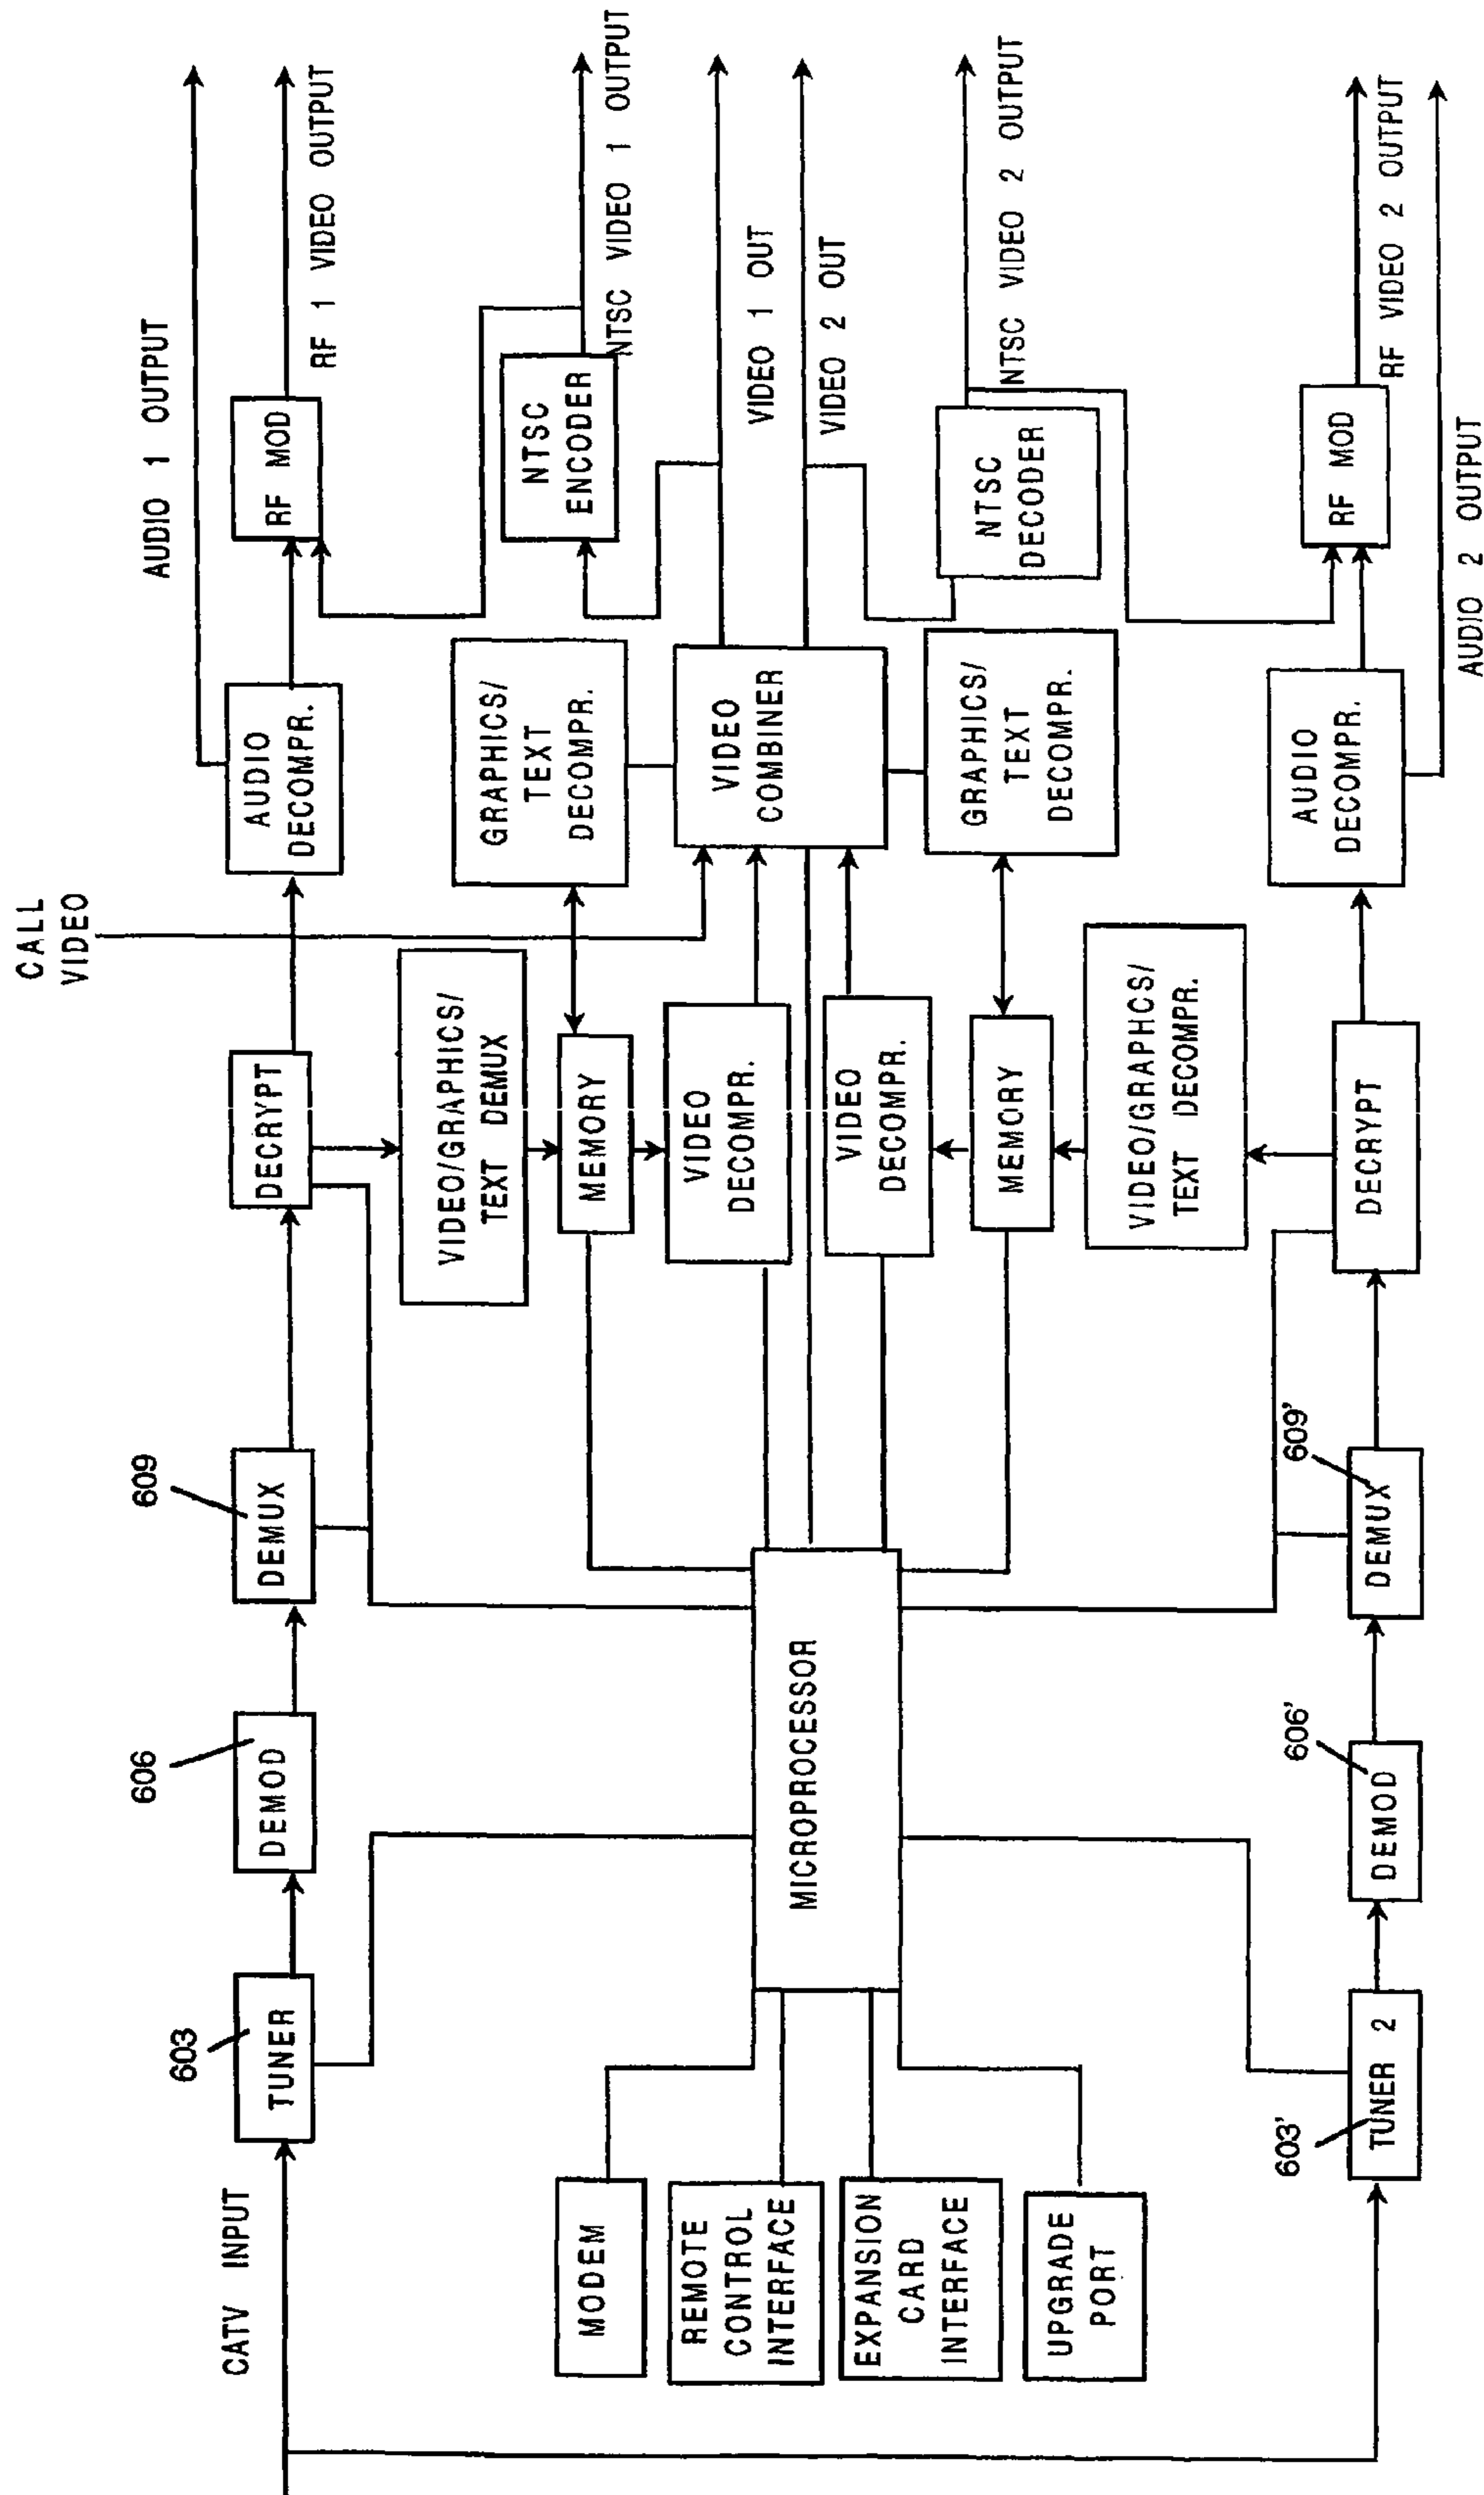 CATV INPUT
603
TUNER
606
DEMOD
609
DEMUX
DECRYPT
CALL
VIDEO
AUDIO
DECOMPR.
AUDIO 1 OUTPUT
RF MOD
RF 1 VIDEO OUTPUT
VIDEO/GRAPHICS/
TEXT DEMUX
GRAPHICS/
TEXT
DECOMPR.
NTSC
ENCODER
NTSC VIDEO 1 OUTPUT
MODEM
REMOTE
CONTROL
INTERFACE
EXPANSION
CARD
INTERFACE
UPGRADE
PORT
MICROPROCESSOR
MEMORY
VIDEO
DECOMPR.
VIDEO
COMBINER
VIDEO 1 OUT
VIDEO 2 OUT
VIDEO
DECOMPR.
MEMORY
GRAPHICS/
TEXT
DECOMPR.
NTSC
DECODER
NTSC VIDEO 2 OUTPUT
VIDEO/GRAPHCS/
TEXT DECOMPR.
603'
TUNER 2
606'
DEMOD
609'
DEMUX
DECRYPT
AUDIO
DECOMPR.
RF MOD
RF VIDEO 2 OUTPUT
AUDIO 2 OUTPUT